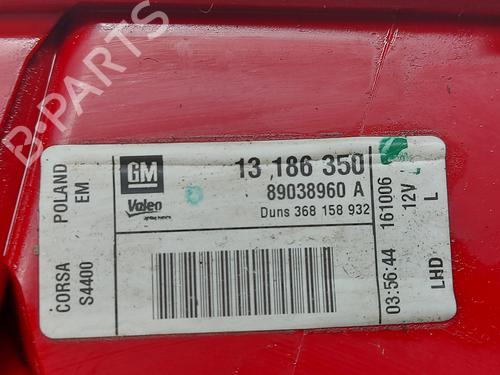 B-PARTS
POLAND
EM
CORSA
S4400
GM
Valeo
13 186 350
89038960 A
Duns 368 158 932
161006
03:56:44
12V
L
LHD